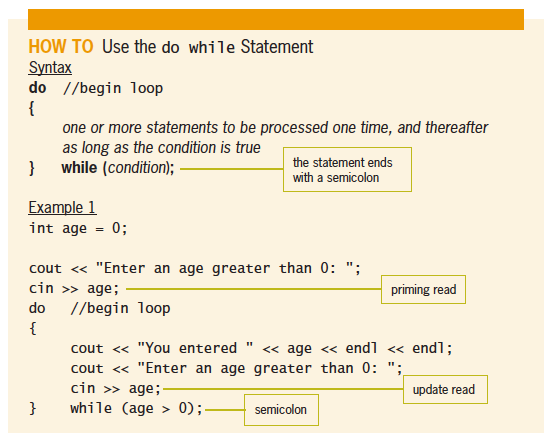 HOW TO Use the do while Statement
Syntax
do //begin loop
{
one or more statements to be processed one time, and thereafter
as long as the condition is true
} while (condition);
the statement ends
with a semicolon
Example 1
int age = 0;
cout << "Enter an age greater than 0: ";
cin >> age;
priming read
do //begin loop
{
cout << "You entered " << age << endl << endl;
cout << "Enter an age greater than 0: ";
cin >> age;
update read
} while (age > 0);
semicolon